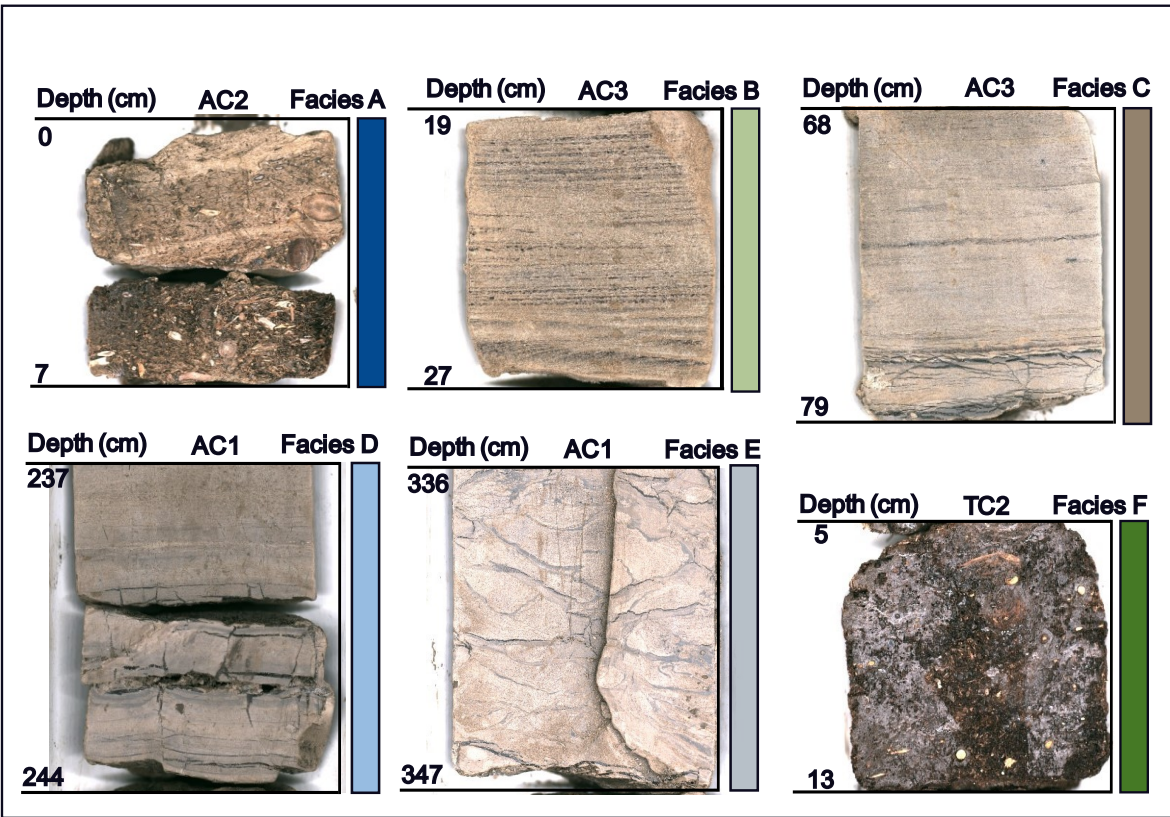 Depth (cm) AC2 Facies A
0
7
Depth (cm) AC3 Facies B
19
27
Depth (cm) AC3 Facies C
68
79
Depth (cm) AC1 Facies D
237
244
Depth (cm) AC1 Facies E
336
347
Depth (cm) TC2 Facies F
5
13